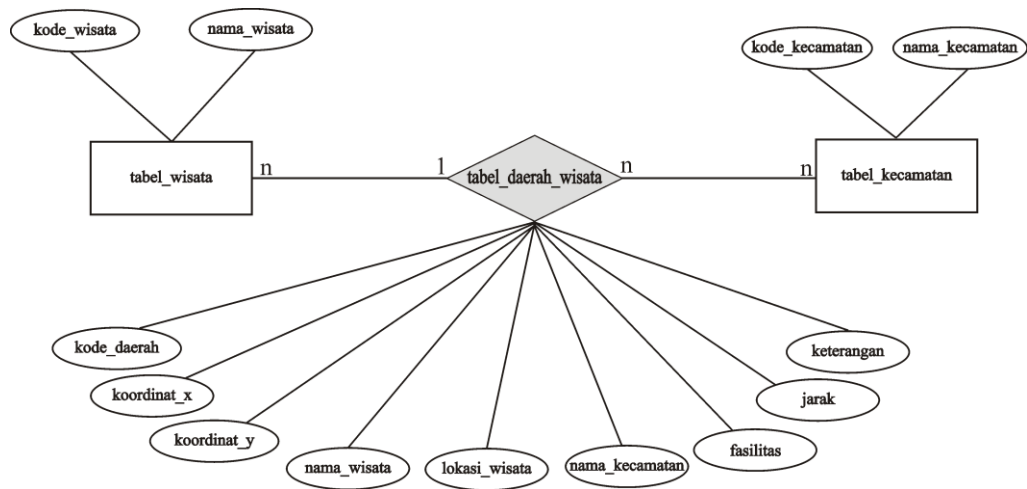 kode_wisata
nama_wisata
kode_kecamatan
nama_kecamatan
tabel_wisata
n
1
tabel_daerah_wisata
n
n
tabel_kecamatan
kode_daerah
koordinat_x
koordinat_y
nama_wisata
lokasi_wisata
nama_kecamatan
fasilitas
jarak
keterangan